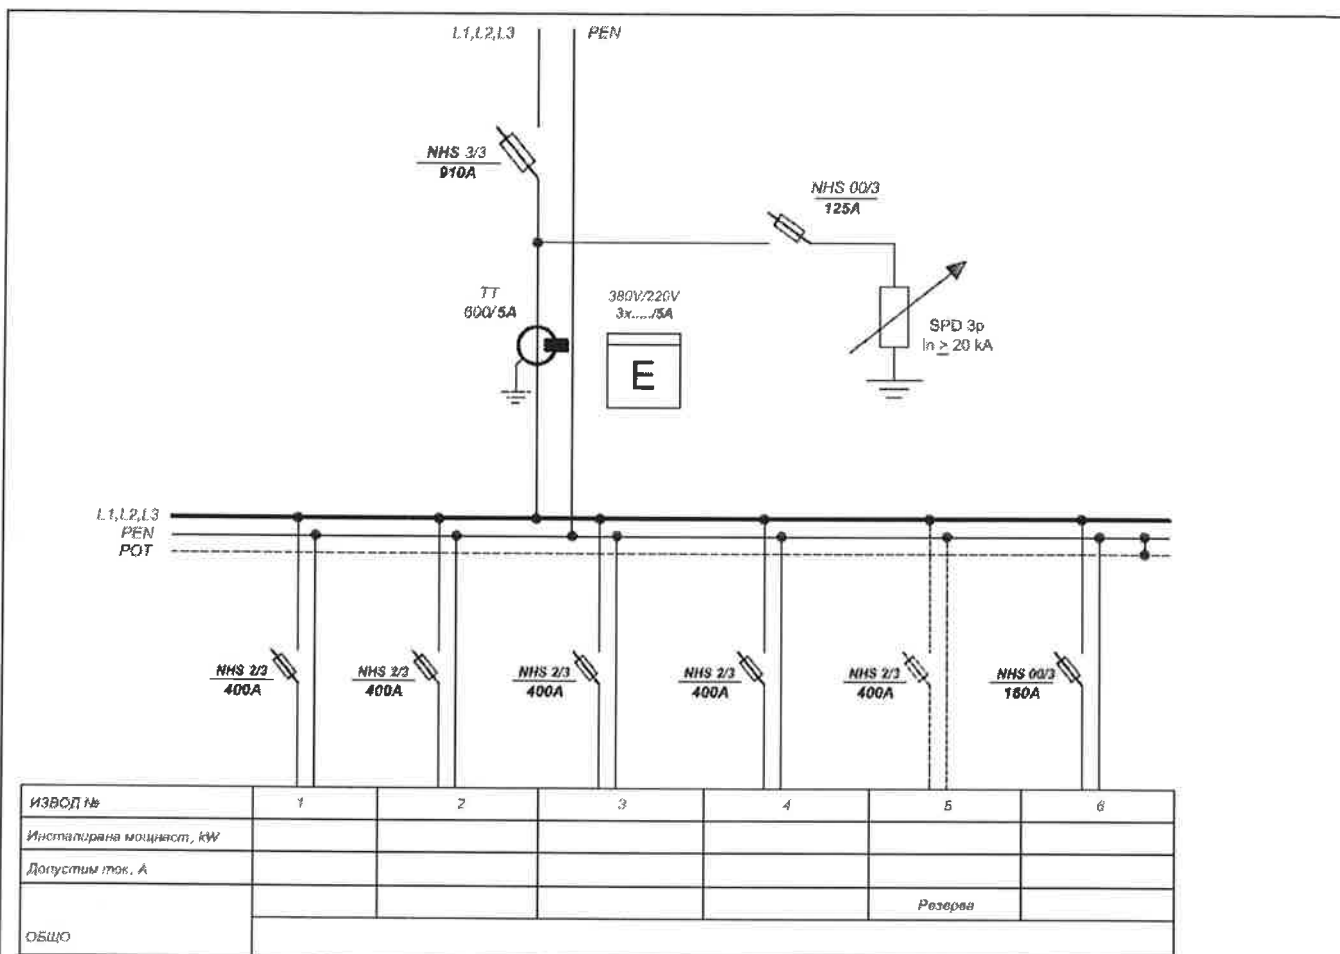 L1,L2,L3 PEN
NHS 3/3
910A
NHS 00/3
125A
TT
600/5A
380V/220V
3x...../5A
E
SPD 3p
In ≥ 20 kA
L1,L2,L3
PEN
POT
NHS 2/3
400A
NHS 2/3
400A
NHS 2/3
400A
NHS 2/3
400A
NHS 2/3
400A
NHS 00/3
160A
ИЗВОД № 1 2 3 4 5 6
Инсталирана мощност, kW
Допустим ток, А
Резерва
ОБЩО